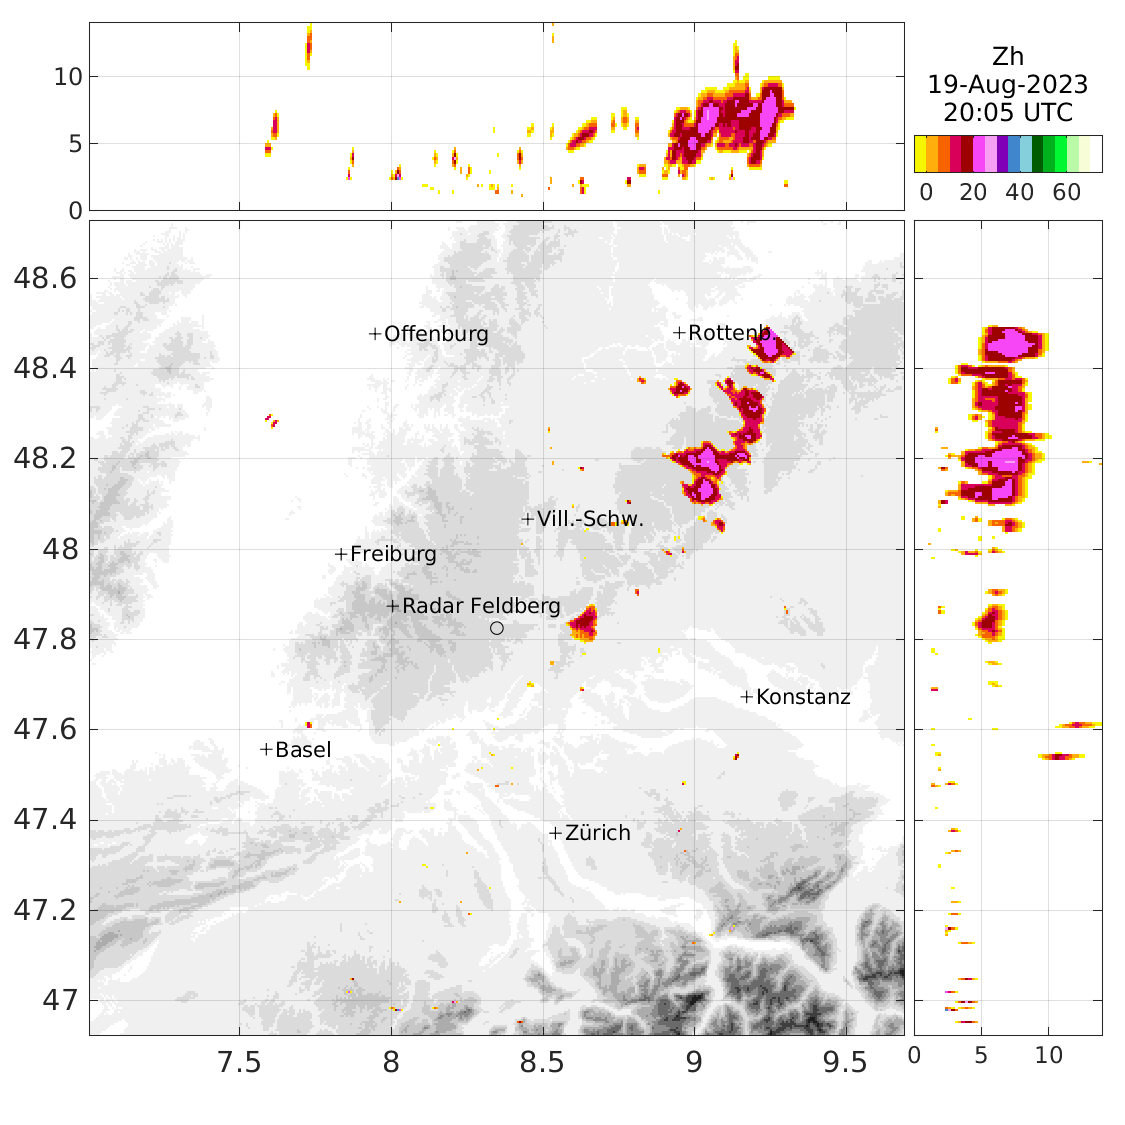 10
5
0
Zh
19-Aug-2023
20:05 UTC
0 20 40 60
48.6
48.4
48.2
48
47.8
47.6
47.4
47.2
47
+Offenburg
+Rottenb.
+Vill.-Schw.
+Freiburg
+Radar Feldberg
+Konstanz
+Basel
+Zürich
7.5 8 8.5 9 9.5
0 5 10